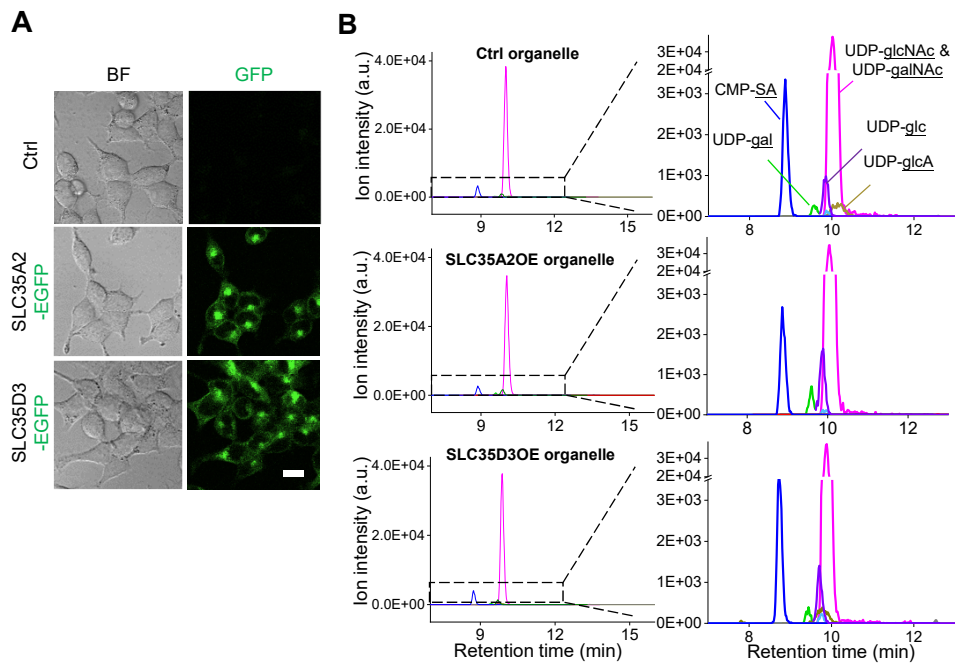 A
BF
GFP
Ctrl
SLC35A2
-EGFP
SLC35D3
-EGFP
B
Ctrl organelle
Ion intensity (a.u.)
4.0E+04
2.0E+04
0.0E+00
9
12
15
3E+04
2E+04
3E+03
2E+03
1E+03
0E+00
8
10
12
CMP-SA
UDP-gal
UDP-glcNAc &
UDP-galNAc
UDP-glc
UDP-glcA
SLC35A2OE organelle
Ion intensity (a.u.)
4.0E+04
2.0E+04
0.0E+00
9
12
15
3E+04
2E+04
3E+03
2E+03
1E+03
0E+00
8
10
12
SLC35D3OE organelle
Ion intensity (a.u.)
4.0E+04
2.0E+04
0.0E+00
9
12
15
Retention time (min)
3E+04
2E+04
3E+03
2E+03
1E+03
0E+00
8
10
12
Retention time (min)